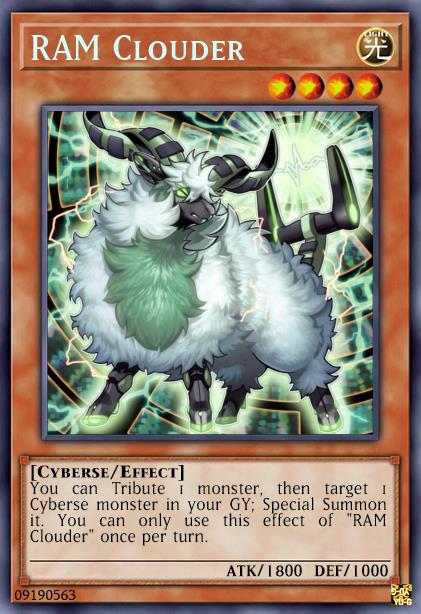 RAM Clouder
LIGHT
光
[Cyberse/Effect]
You can Tribute 1 monster, then target 1
Cyberse monster in your GY; Special Summon
it. You can only use this effect of "RAM
Clouder" once per turn.
ATK/1800 DEF/1000
09190563